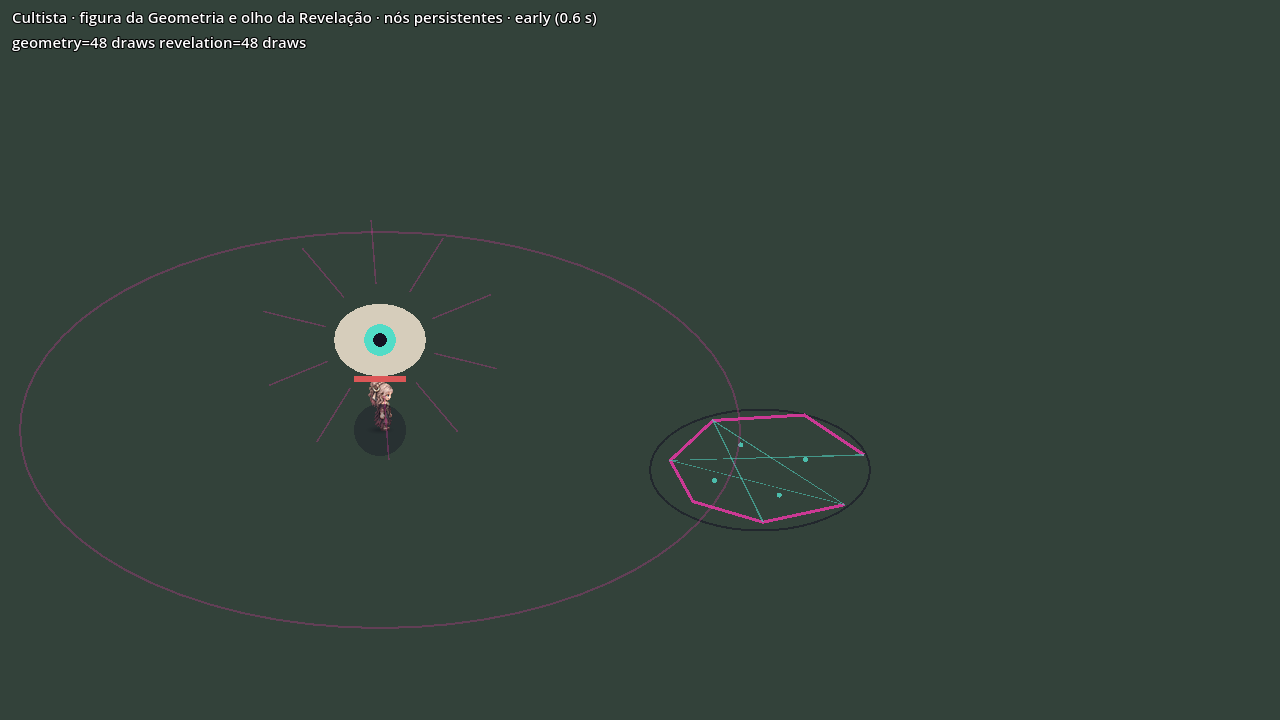 Cultista · figura da Geometria e olho da Revelação · nós persistentes · early (0.6 s)
geometry=48 draws revelation=48 draws